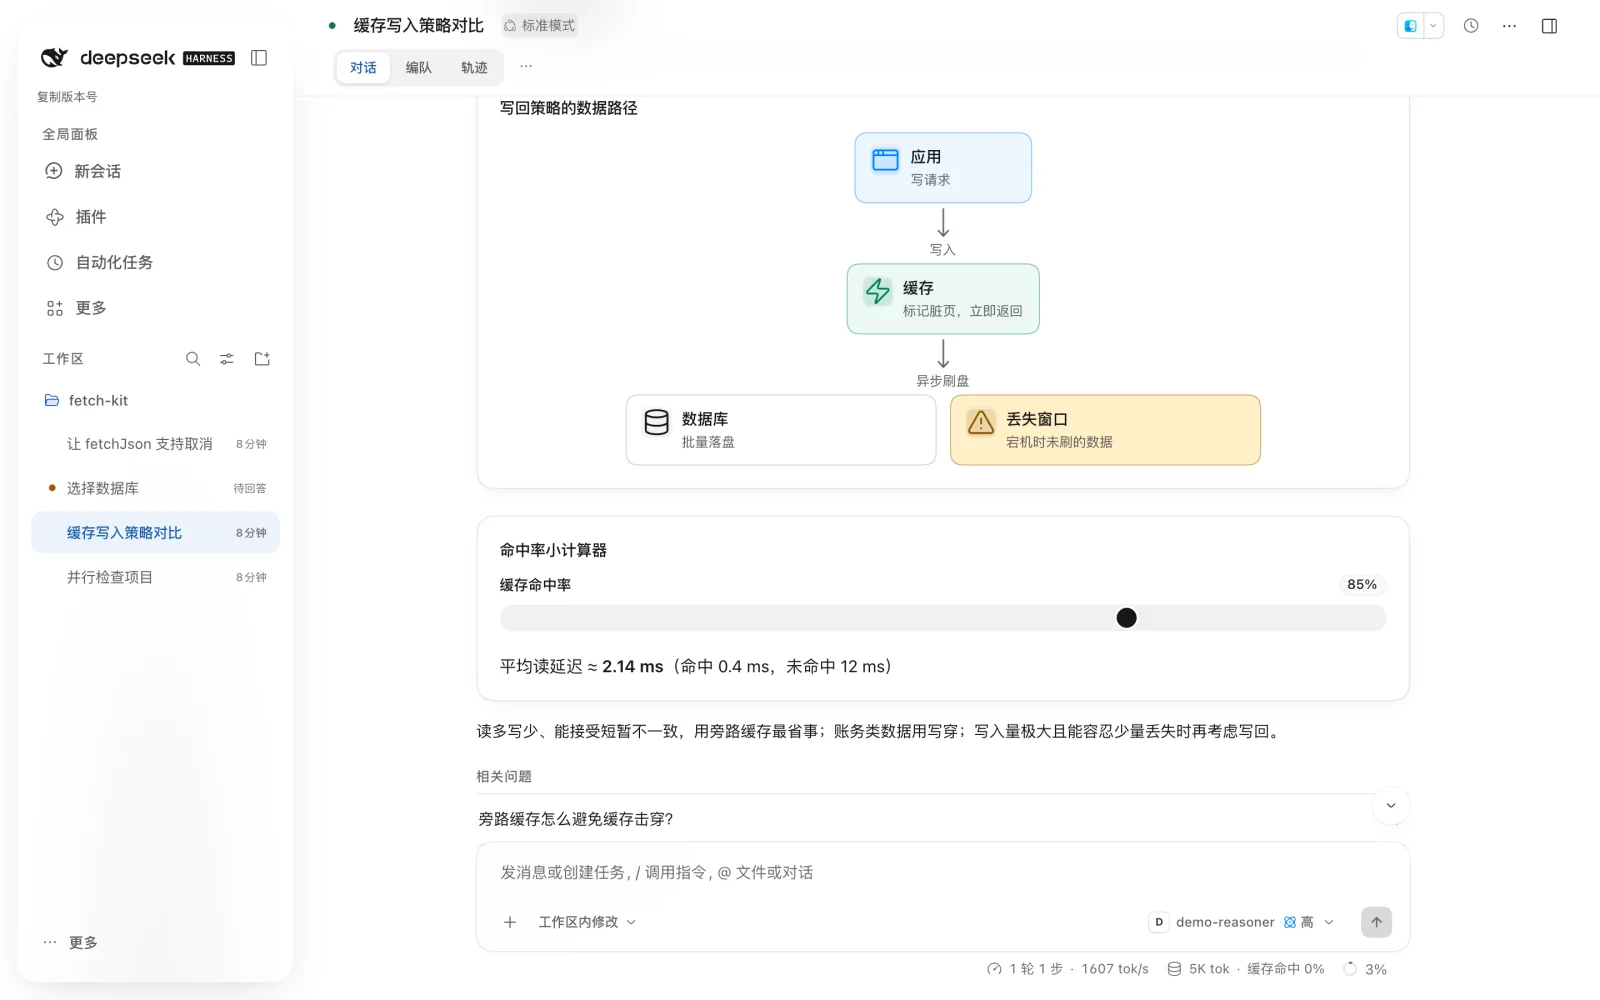 deepseek HARNESS
复制版本号
全局面板
新会话
插件
自动化任务
更多
工作区
fetch-kit
让 fetchJson 支持取消 8分钟
选择数据库 待回答
缓存写入策略对比 8分钟
并行检查项目 8分钟
更多
缓存写入策略对比 标准模式
对话 编队 轨迹
写回策略的数据路径
应用
写请求
写入
缓存
标记脏页，立即返回
异步刷盘
数据库
批量落盘
丢失窗口
宕机时未刷的数据
命中率小计算器
缓存命中率 85%
平均读延迟 ≈ 2.14 ms（命中 0.4 ms，未命中 12 ms）
读多写少、能接受短暂不一致，用旁路缓存最省事；账务类数据用写穿；写入量极大且能容忍少量丢失时再考虑写回。
相关问题
旁路缓存怎么避免缓存击穿?
发消息或创建任务, / 调用指令, @ 文件或对话
工作区内修改 D demo-reasoner 高
1 轮 1 步 · 1607 tok/s 5K tok · 缓存命中 0% 3%